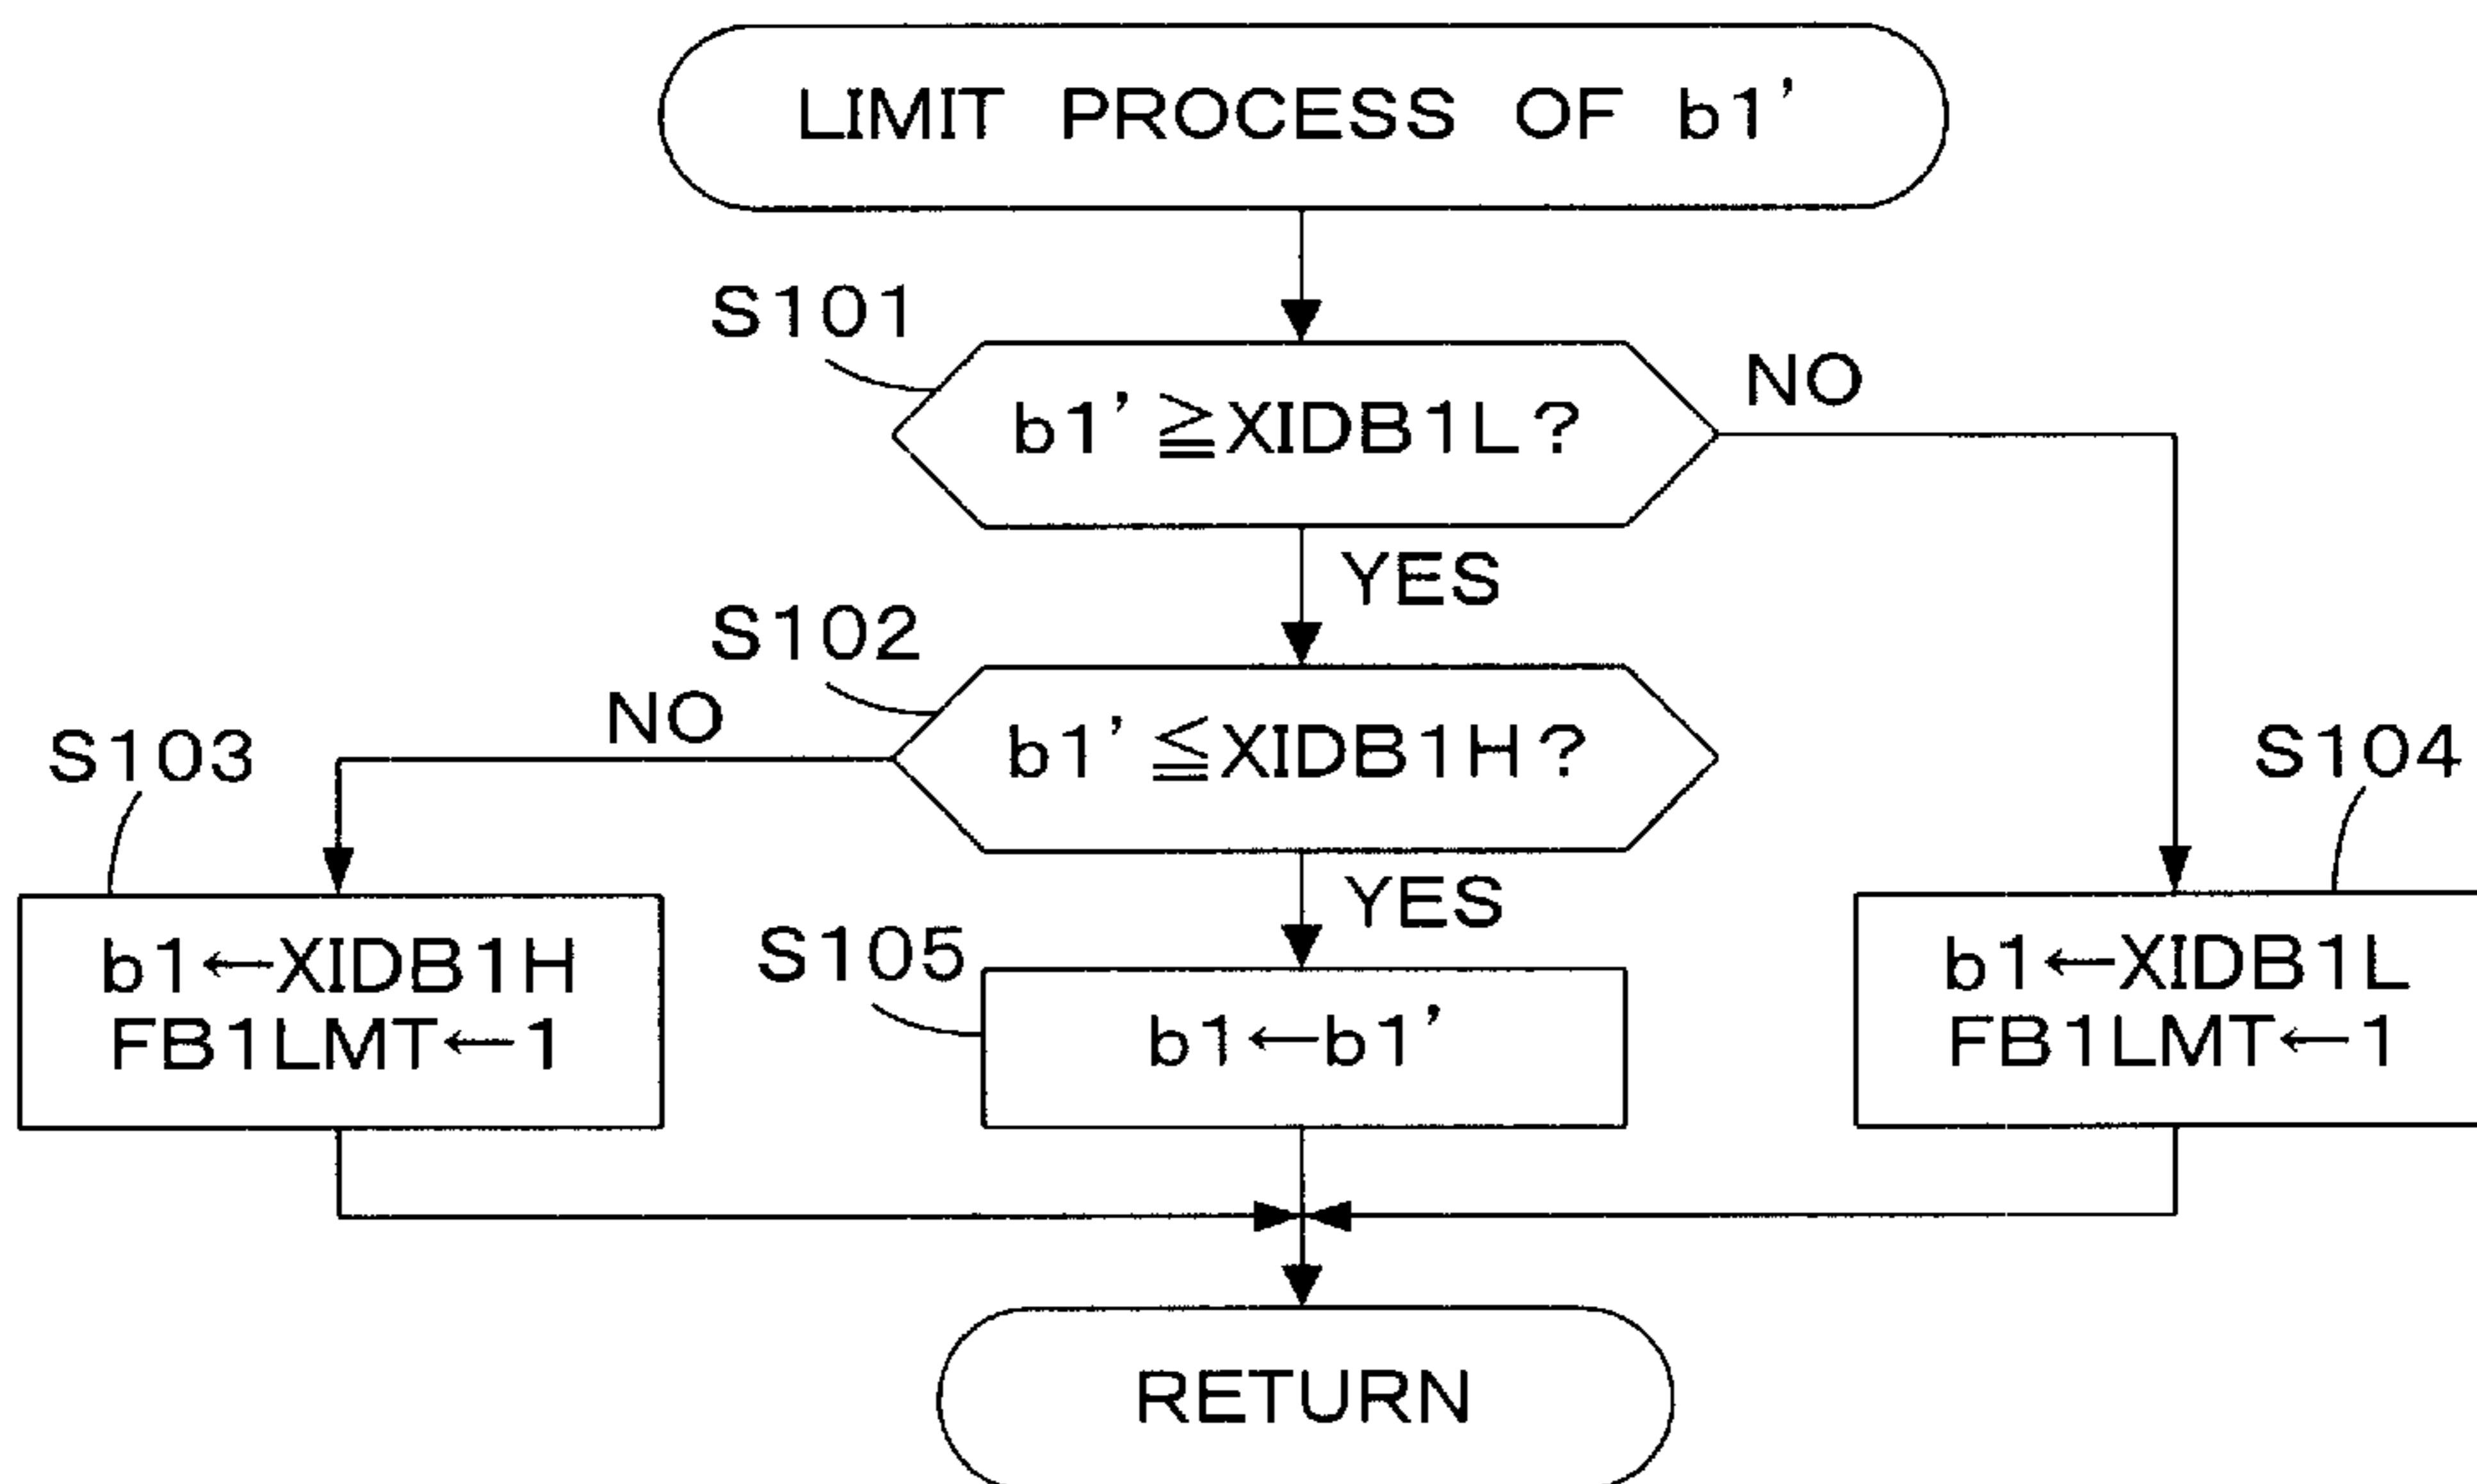 LIMIT PROCESS OF b1'
S101
b1' ≧ XIDB1L ?
NO
YES
S102
b1' ≦ XIDB1H ?
NO
YES
S103
b1←XIDB1H
FB1LMT←1
S105
b1←b1'
S104
b1←XIDB1L
FB1LMT←1
RETURN